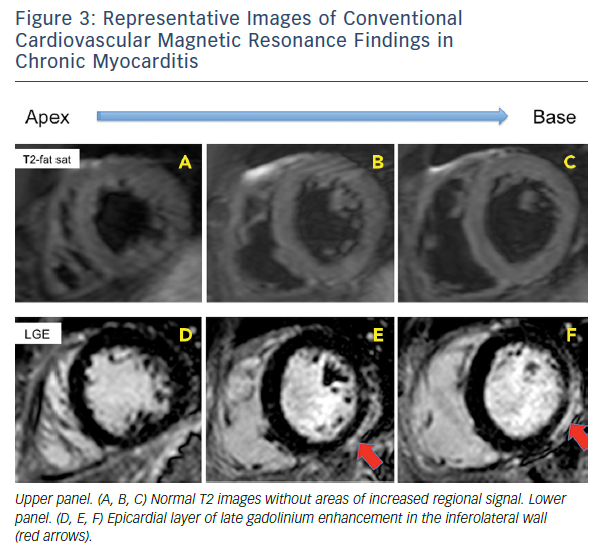 Figure 3: Representative Images of Conventional
Cardiovascular Magnetic Resonance Findings in
Chronic Myocarditis
Apex
Base
T2-fat sat
A
B
C
LGE
D
E
F
Upper panel. (A, B, C) Normal T2 images without areas of increased regional signal. Lower
panel. (D, E, F) Epicardial layer of late gadolinium enhancement in the inferolateral wall
(red arrows).